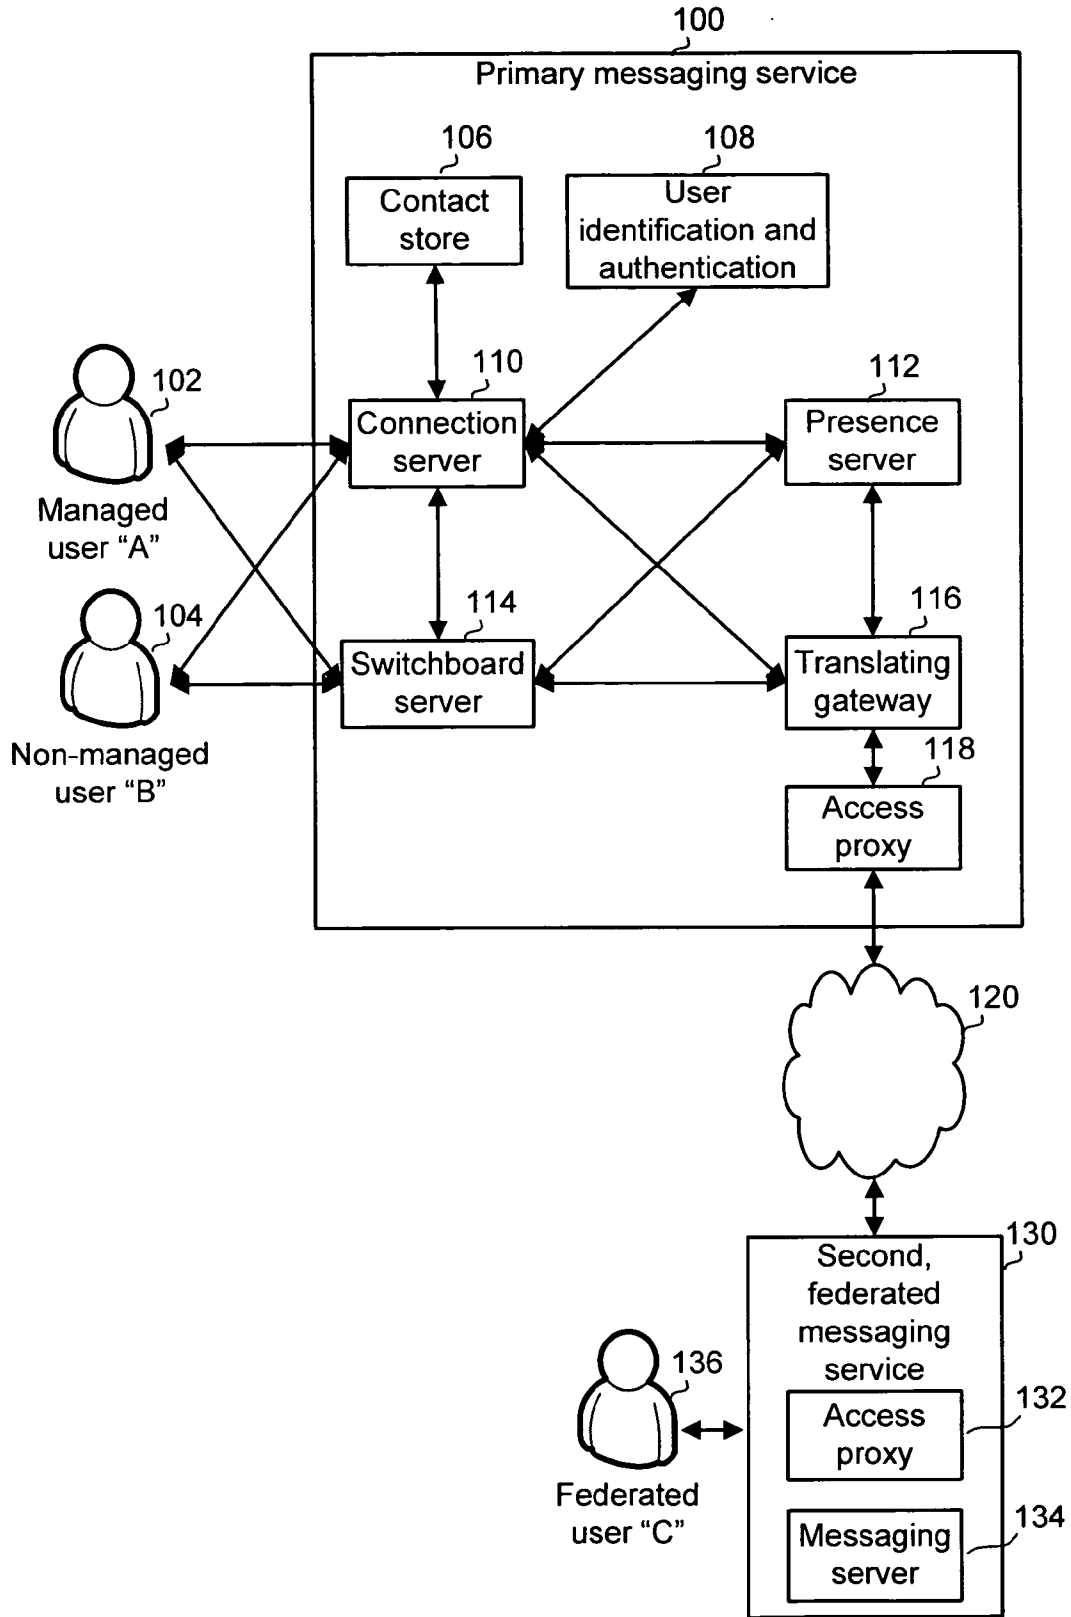 100
Primary messaging service
106
108
Contact
store
User
identification and
authentication
102
110
112
Connection
server
Presence
server
Managed
user “A”
104
114
116
Switchboard
server
Translating
gateway
Non-managed
user “B”
118
Access
proxy
120
130
Second,
federated
messaging
service
136
132
Access
proxy
Federated
user “C”
134
Messaging
server